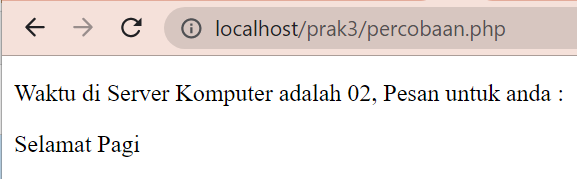 localhost/prak3/percobaan.php
Waktu di Server Komputer adalah 02, Pesan untuk anda :
Selamat Pagi